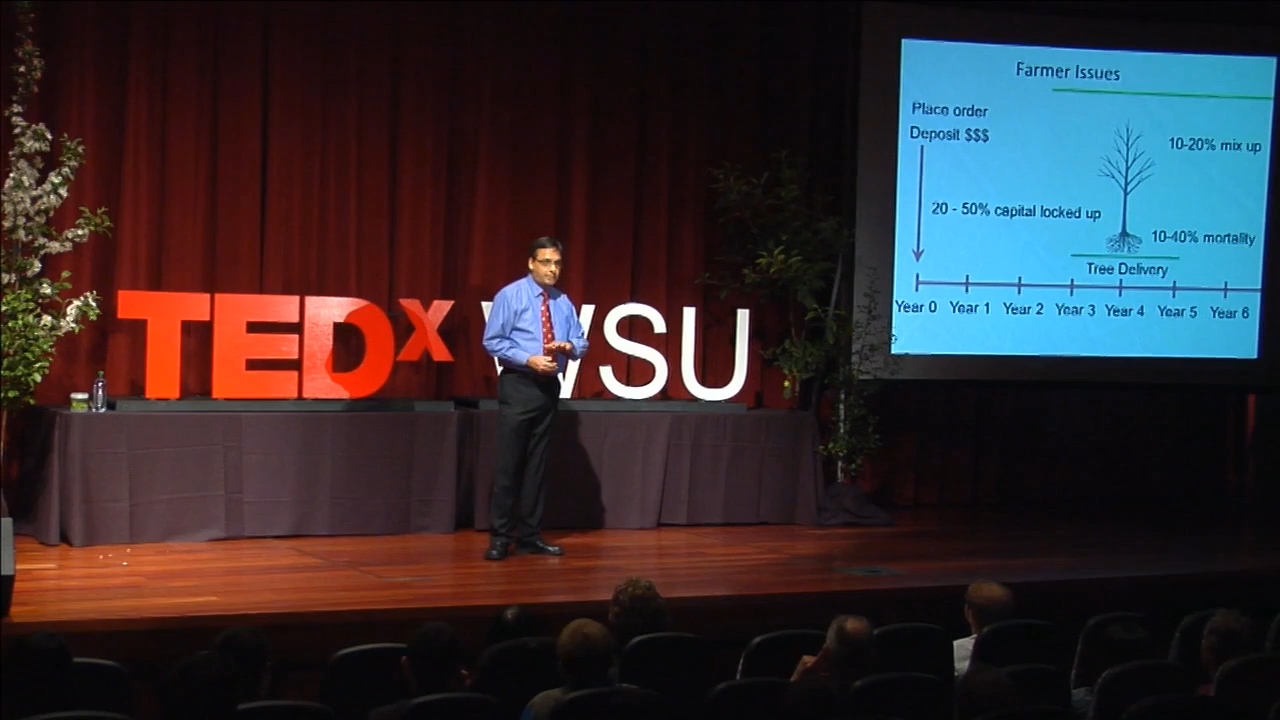 TEDx WSU
Farmer Issues
Place order
Deposit $$$
10-20% mix up
20 - 50% capital locked up
10-40% mortality
Tree Delivery
Year 0 Year 1 Year 2 Year 3 Year 4 Year 5 Year 6